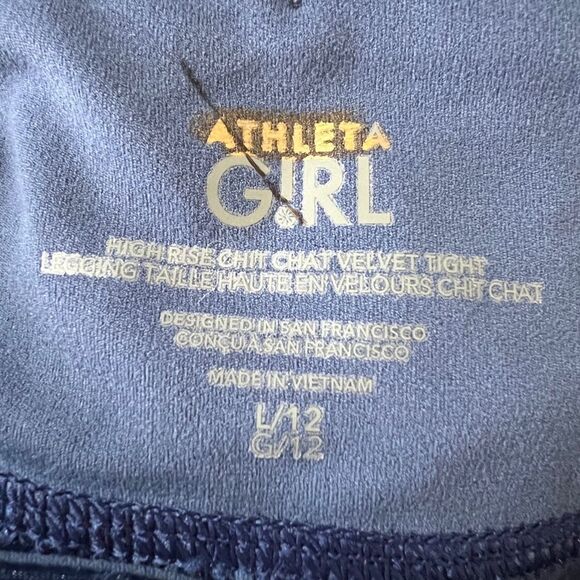 ATHLETA
G!RL
HIGH RISE CHIT CHAT VELVET TIGHT
LEGGING TAILLE HAUTE EN VELOURS CHIT CHAT
DESIGNED IN SAN FRANCISCO
CONÇU À SAN FRANCISCO
MADE IN VIETNAM
L/12
G/12